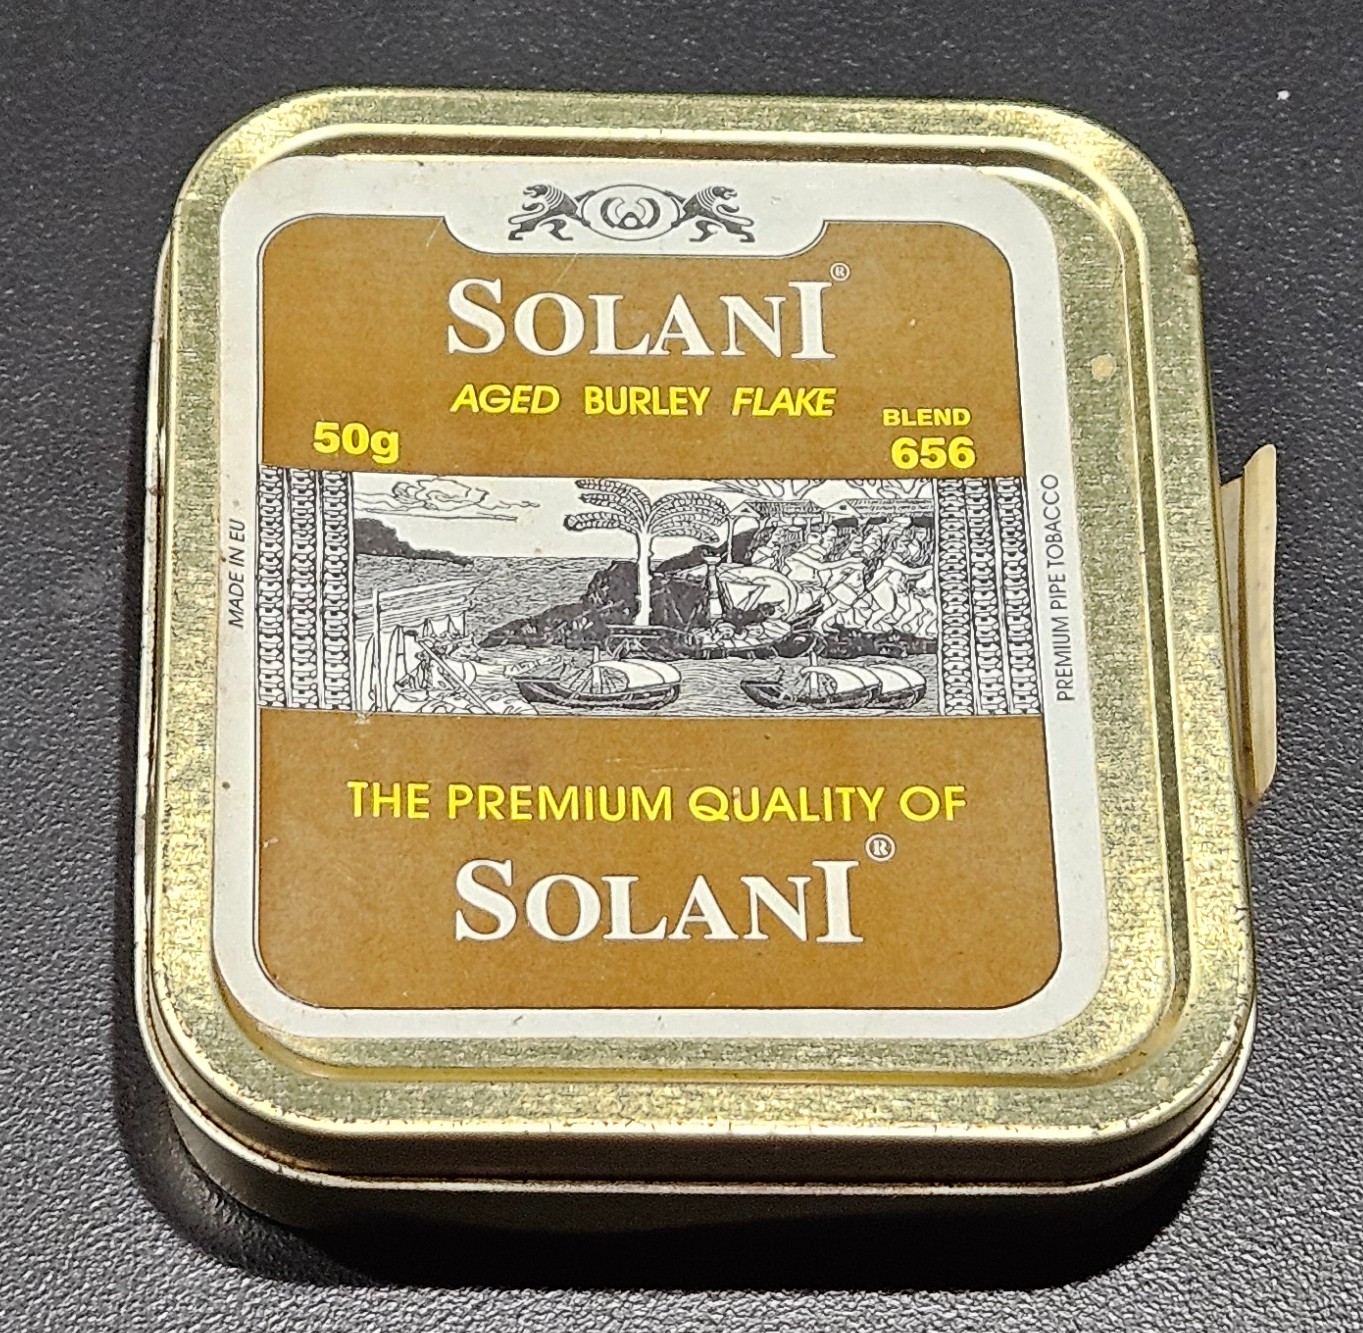 SOLANI®
AGED BURLEY FLAKE
50g
BLEND
656
MADE IN EU
PREMIUM PIPE TOBACCO
THE PREMIUM QUALITY OF
SOLANI®